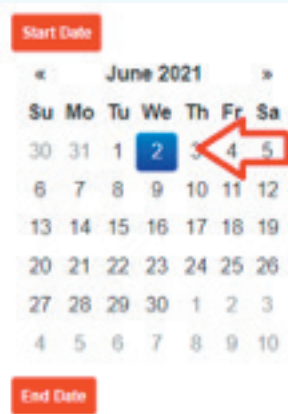 Start Date
« June 2021 »
Su Mo Tu We Th Fr Sa
30 31 1 2 3 4 5
6 7 8 9 10 11 12
13 14 15 16 17 18 19
20 21 22 23 24 25 26
27 28 29 30 1 2 3
4 5 6 7 8 9 10
End Date